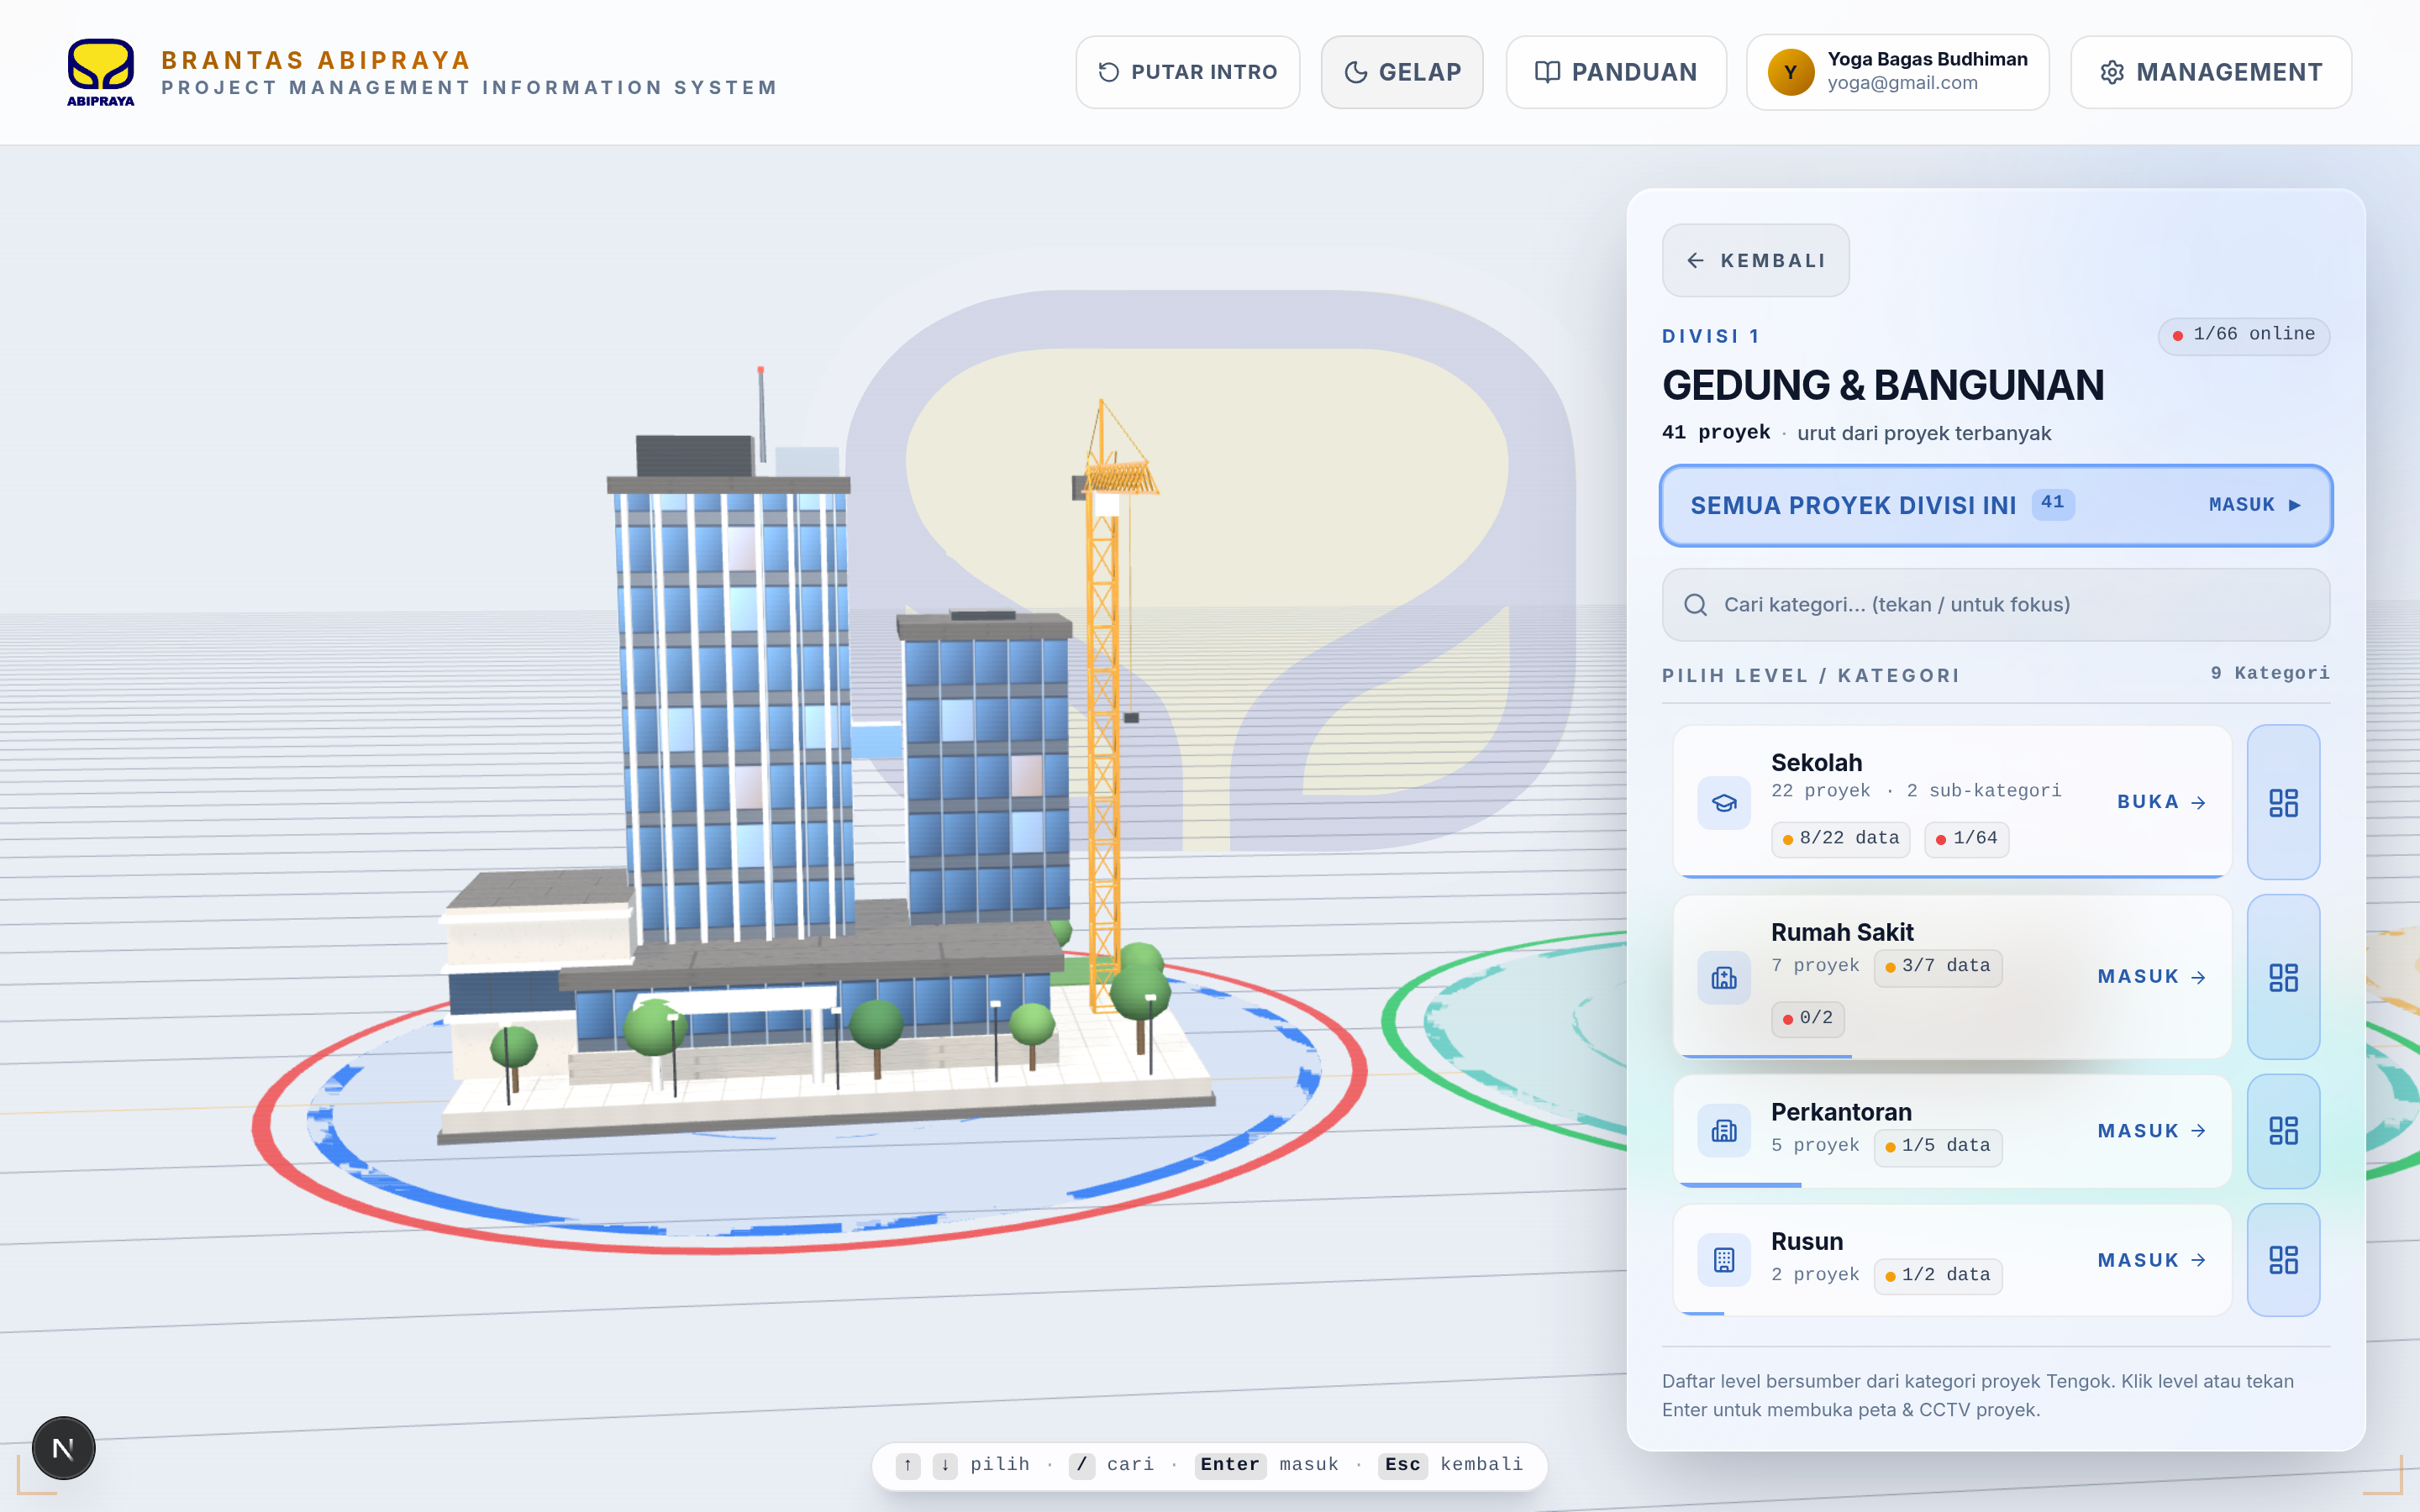 BRANTAS ABIPRAYA
PROJECT MANAGEMENT INFORMATION SYSTEM
ABIPRAYA
PUTAR INTRO
GELAP
PANDUAN
Y
Yoga Bagas Budhiman
yoga@gmail.com
MANAGEMENT
← KEMBALI
DIVISI 1
1/66 online
GEDUNG & BANGUNAN
41 proyek · urut dari proyek terbanyak
SEMUA PROYEK DIVISI INI 41 MASUK ▶
Cari kategori... (tekan / untuk fokus)
PILIH LEVEL / KATEGORI 9 Kategori
Sekolah
22 proyek · 2 sub-kategori
8/22 data 1/64
BUKA →
Rumah Sakit
7 proyek 3/7 data
0/2
MASUK →
Perkantoran
5 proyek 1/5 data
MASUK →
Rusun
2 proyek 1/2 data
MASUK →
Daftar level bersumber dari kategori proyek Tengok. Klik level atau tekan
Enter untuk membuka peta & CCTV proyek.
N
↑ ↓ pilih · / cari · Enter masuk · Esc kembali